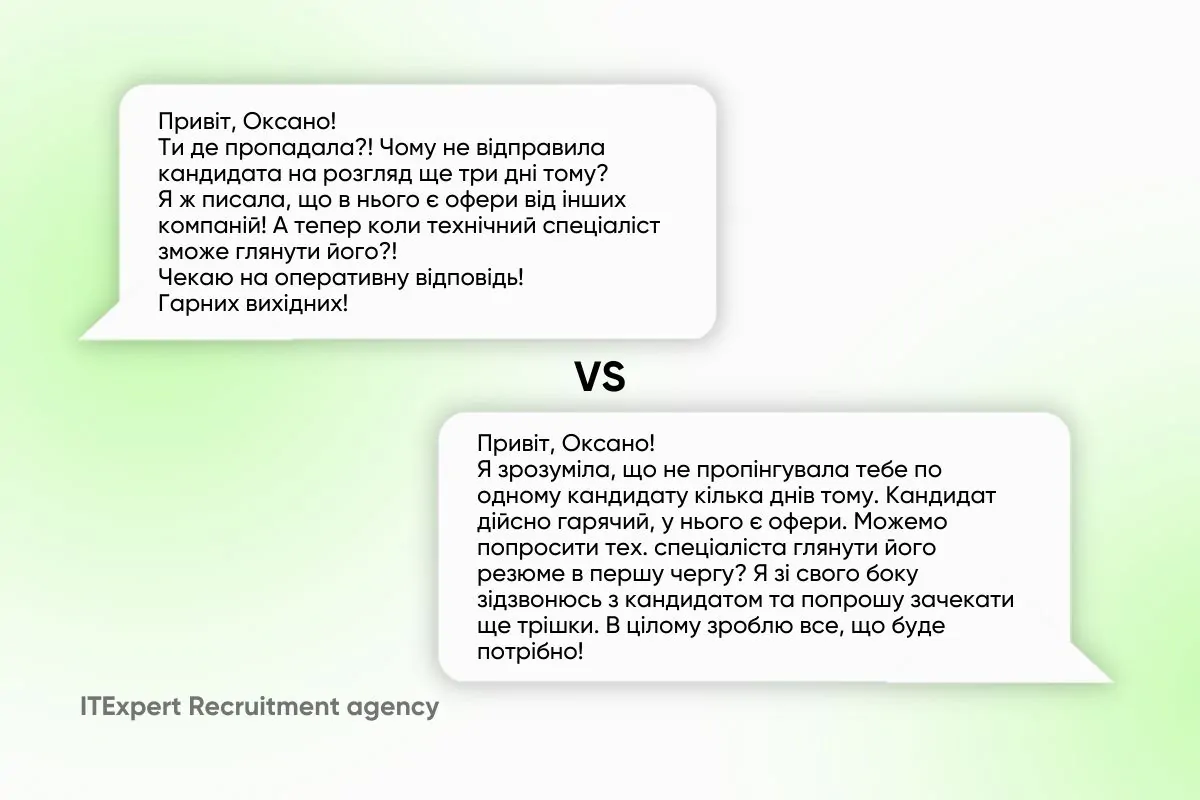 Привіт, Оксано!
Ти де пропадала?! Чому не відправила
кандидата на розгляд ще три дні тому?
Я ж писала, що в нього є офери від інших
компаній! А тепер коли технічний спеціаліст
зможе глянути його?!
Чекаю на оперативну відповідь!
Гарних вихідних!
VS
Привіт, Оксано!
Я зрозуміла, що не пропінгувала тебе по
одному кандидату кілька днів тому. Кандидат
дійсно гарячий, у нього є офери. Можемо
попросити тех. спеціаліста глянути його
резюме в першу чергу? Я зі свого боку
зідзвонюсь з кандидатом та попрошу зачекати
ще трішки. В цілому зроблю все, що буде
потрібно!
ITExpert Recruitment agency